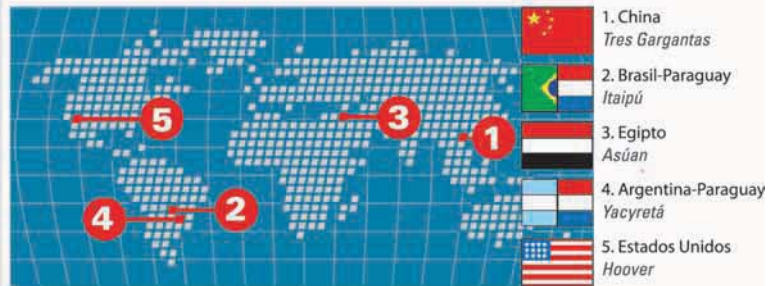 1. China
Tres Gargantas
2. Brasil-Paraguay
Itaipú
3. Egipto
Asúan
4. Argentina-Paraguay
Yacyretá
5. Estados Unidos
Hoover
5
3
1
2
4